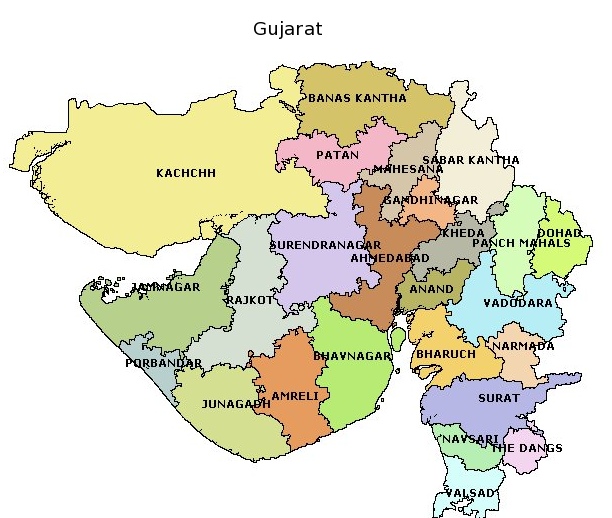 Gujarat
BANAS KANTHA
PATAN
MAHESANA
SABAR KANTHA
KACHCHH
GANDHINAGAR
KHEDA
DOHAD
PANCH MAHALS
SURENDRANAGAR
AHMEDABAD
JAMNAGAR
ANAND
RAJKOT
VADODARA
NARMADA
BHARUCH
BHAVNAGAR
PORBANDAR
AMRELI
SURAT
JUNAGADH
NAVSARI
THE DANGS
VALSAD